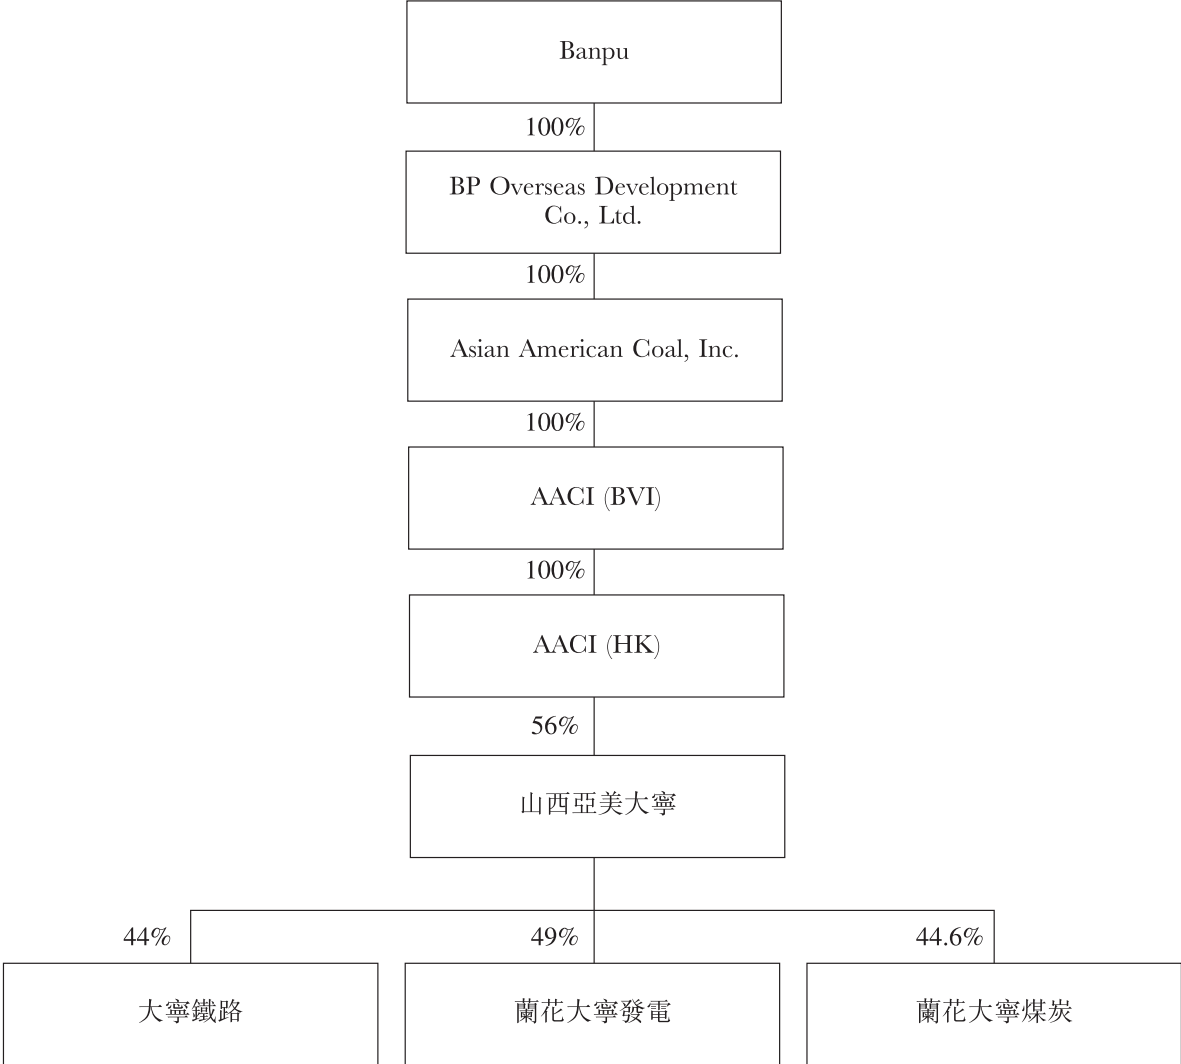 Banpu
100%
BP Overseas Development
Co., Ltd.
100%
Asian American Coal, Inc.
100%
AACI (BVI)
100%
AACI (HK)
56%
山西亞美大寧
44%
49%
44.6%
大寧鐵路
蘭花大寧發電
蘭花大寧煤炭